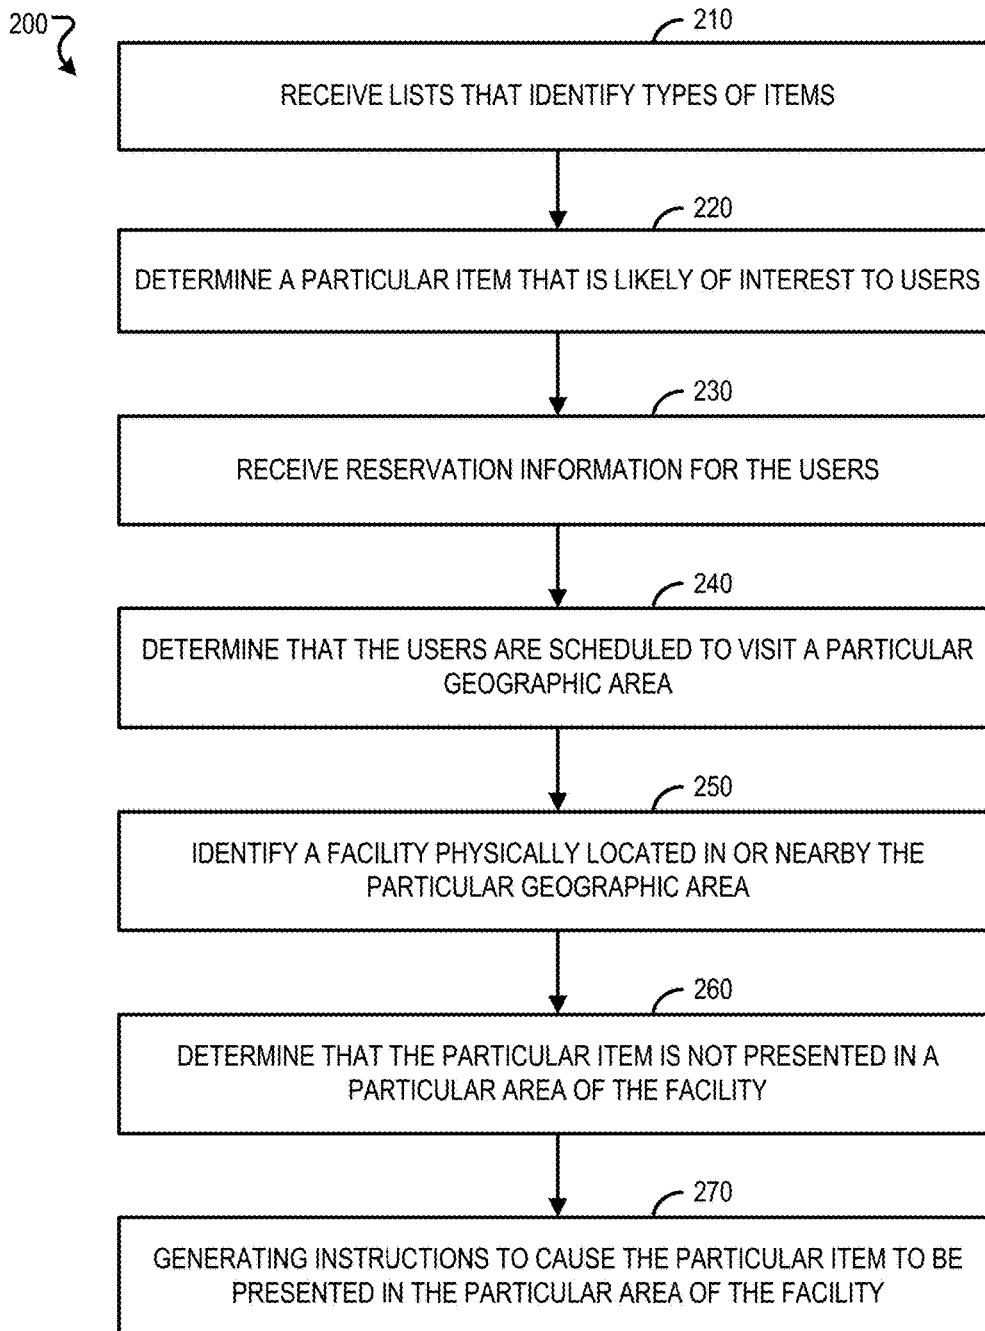 200
210
RECEIVE LISTS THAT IDENTIFY TYPES OF ITEMS
220
DETERMINE A PARTICULAR ITEM THAT IS LIKELY OF INTEREST TO USERS
230
RECEIVE RESERVATION INFORMATION FOR THE USERS
240
DETERMINE THAT THE USERS ARE SCHEDULED TO VISIT A PARTICULAR
GEOGRAPHIC AREA
250
IDENTIFY A FACILITY PHYSICALLY LOCATED IN OR NEARBY THE
PARTICULAR GEOGRAPHIC AREA
260
DETERMINE THAT THE PARTICULAR ITEM IS NOT PRESENTED IN A
PARTICULAR AREA OF THE FACILITY
270
GENERATING INSTRUCTIONS TO CAUSE THE PARTICULAR ITEM TO BE
PRESENTED IN THE PARTICULAR AREA OF THE FACILITY